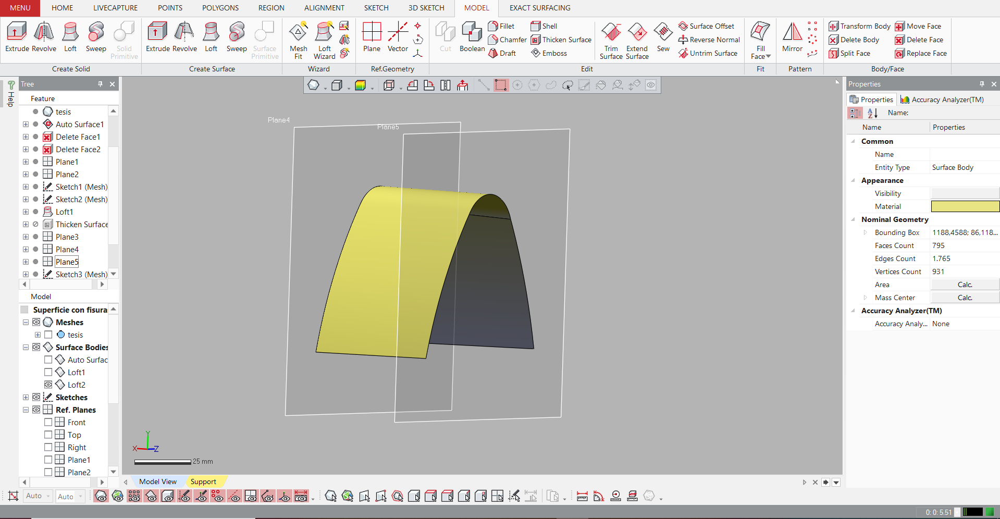 MENU HOME LIVECAPTURE POINTS POLYGONS REGION ALIGNMENT SKETCH 3D SKETCH MODEL EXACT SURFACING
Extrude Revolve Loft Sweep Solid Primitive
Create Solid
Extrude Revolve Loft Sweep Surface Primitive
Create Surface
Mesh Fit Loft Wizard
Wizard
Plane Vector
Ref.Geometry
Cut Boolean
Fillet Shell
Chamfer Thicken Surface
Draft Emboss
Trim Surface Extend Surface Sew
Surface Offset
Reverse Normal
Untrim Surface
Edit
Fill Face
Fit
Mirror
Pattern
Transform Body Move Face
Delete Body Delete Face
Split Face Replace Face
Body/Face
Help
Tree
Feature
tesis
Auto Surface1
Delete Face1
Delete Face2
Plane1
Plane2
Sketch1 (Mesh)
Sketch2 (Mesh)
Loft1
Thicken Surface
Plane3
Plane4
Plane5
Sketch3 (Mesh)
Model
Superficie con fisura
Meshes
tesis
Surface Bodies
Auto Surfac
Loft1
Loft2
Sketches
Ref. Planes
Front
Top
Right
Plane1
Plane2
Plane4
Plane5
Y
X
Z
25 mm
Model View Support
Properties
Properties Accuracy Analyzer(TM)
Name:
Name Properties
Common
Name
Entity Type Surface Body
Appearance
Visibility
Material
Nominal Geometry
Bounding Box 1188,4588; 86,118...
Faces Count 795
Edges Count 1.765
Vertices Count 931
Area Calc.
Mass Center Calc.
Accuracy Analyzer(TM)
Accuracy Analy... None
Auto Auto
0: 0: 5.51